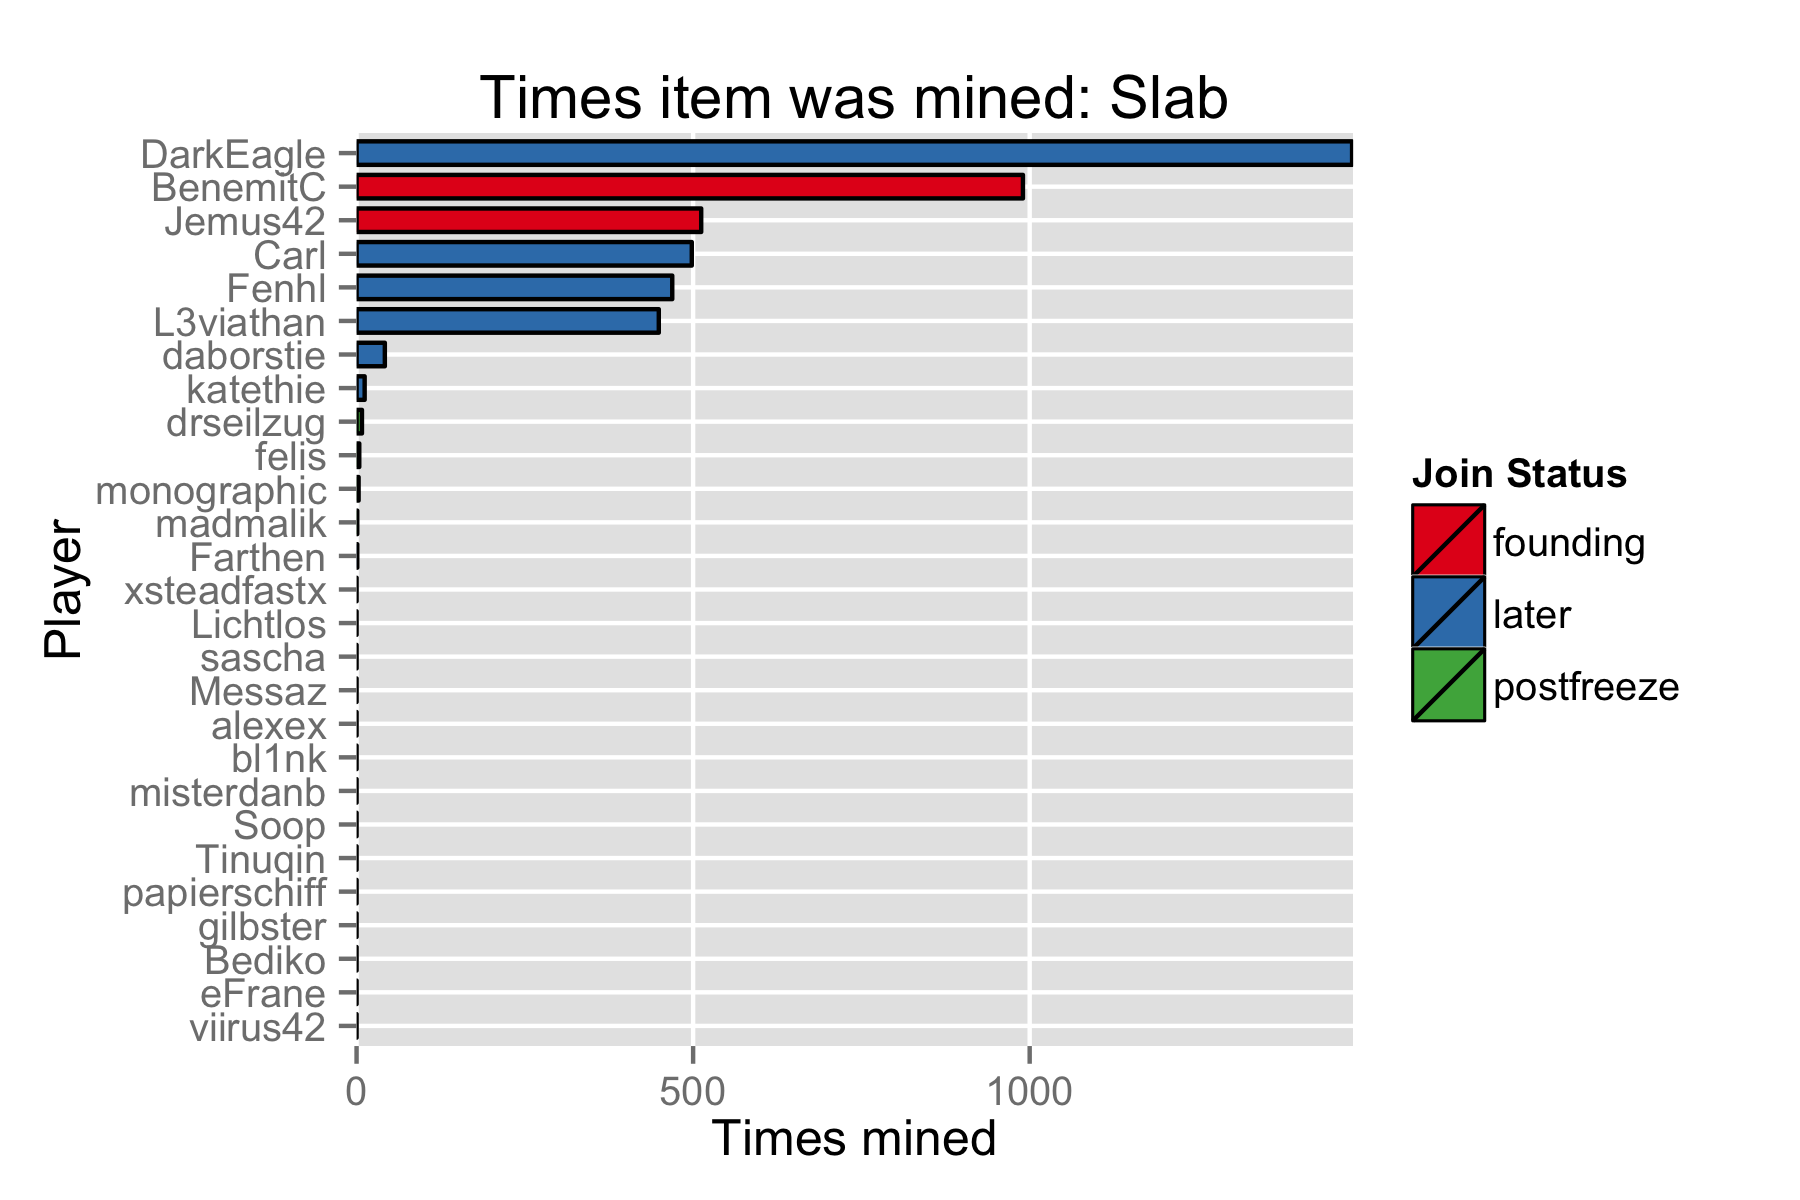 Times item was mined: Slab
DarkEagle
BenemitC
Jemus42
Carl
Fenhl
L3viathan
daborstie
katethie
drseilzug
felis
monographic
madmalik
Farthen
xsteadfastx
Lichtlos
sascha
Messaz
alexex
bl1nk
misterdanb
Soop
Tinuqin
papierschiff
gilbster
Bediko
eFrane
viirus42
Player
0 500 1000
Times mined
Join Status
founding
later
postfreeze